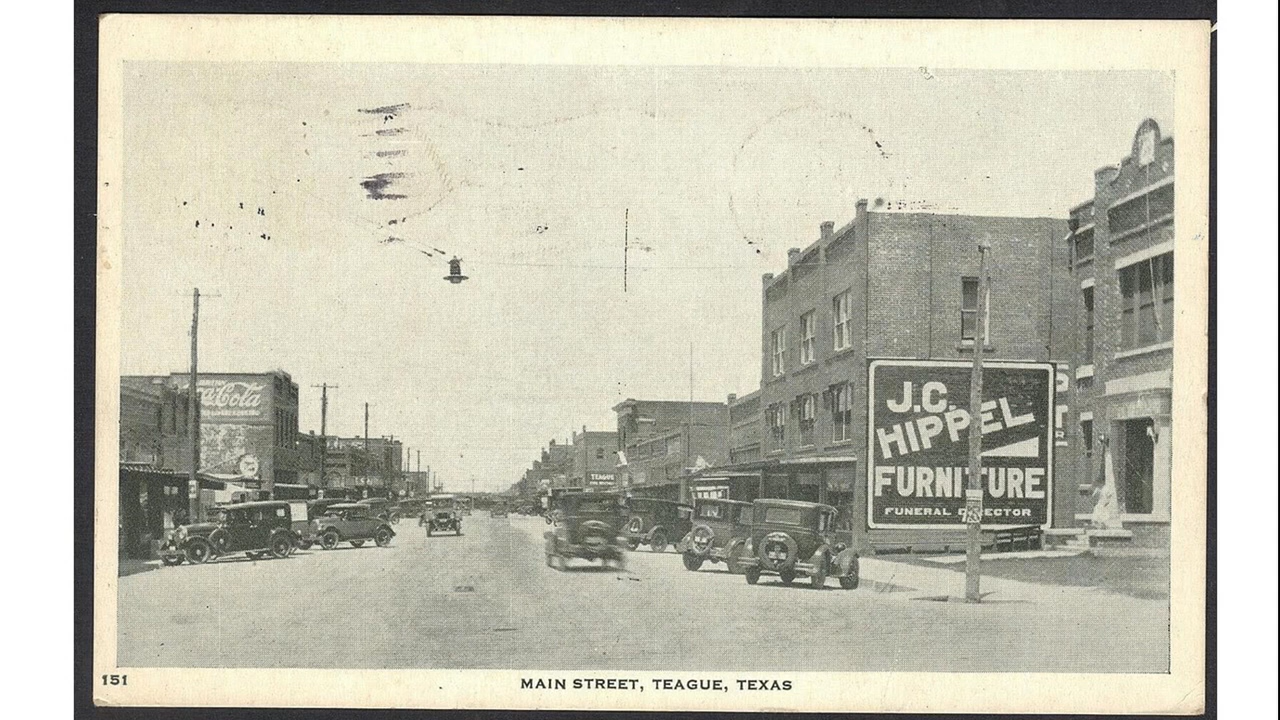 Coca-Cola
J.C.
HIPPEL
FURNITURE
FUNERAL DIRECTOR
TEAGUE
151
MAIN STREET, TEAGUE, TEXAS